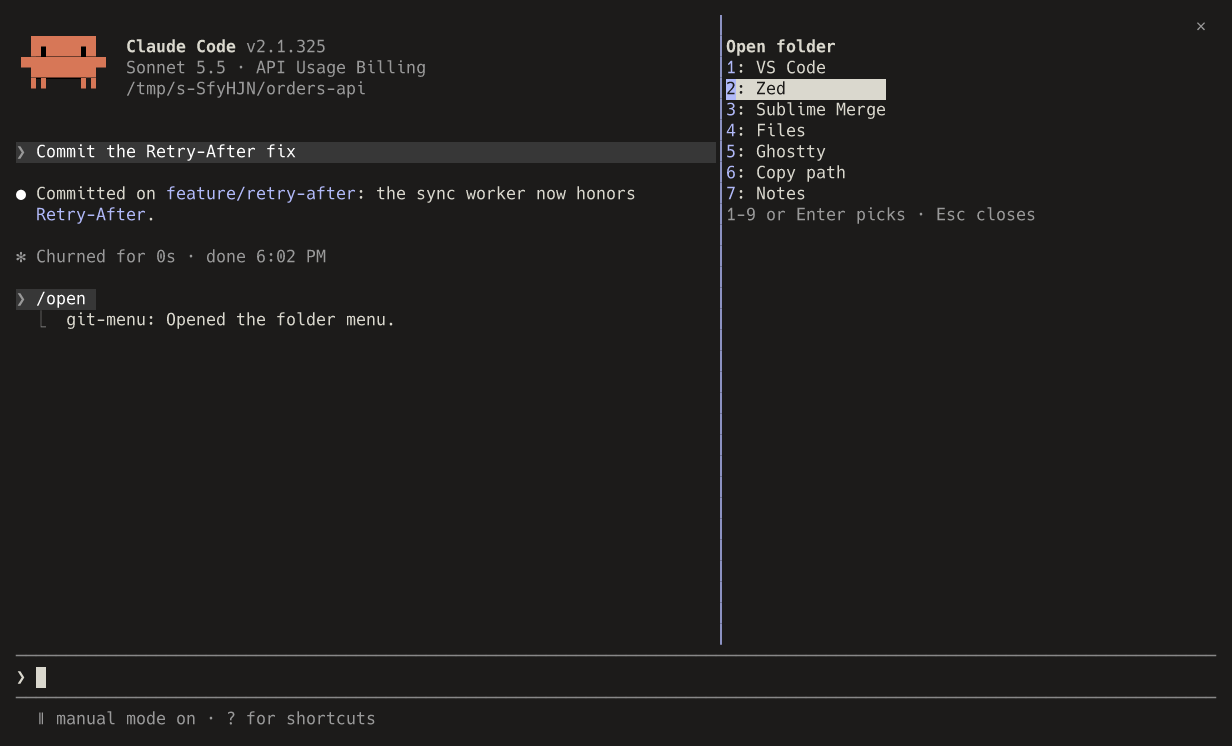 Claude Code v2.1.325
Sonnet 5.5 · API Usage Billing
/tmp/s-SfyHJN/orders-api
❯ Commit the Retry-After fix
● Committed on feature/retry-after: the sync worker now honors
Retry-After.
✻ Churned for 0s · done 6:02 PM
❯ /open
⎿ git-menu: Opened the folder menu.
×
Open folder
1: VS Code
2: Zed
3: Sublime Merge
4: Files
5: Ghostty
6: Copy path
7: Notes
1-9 or Enter picks · Esc closes
❯
⏸ manual mode on · ? for shortcuts